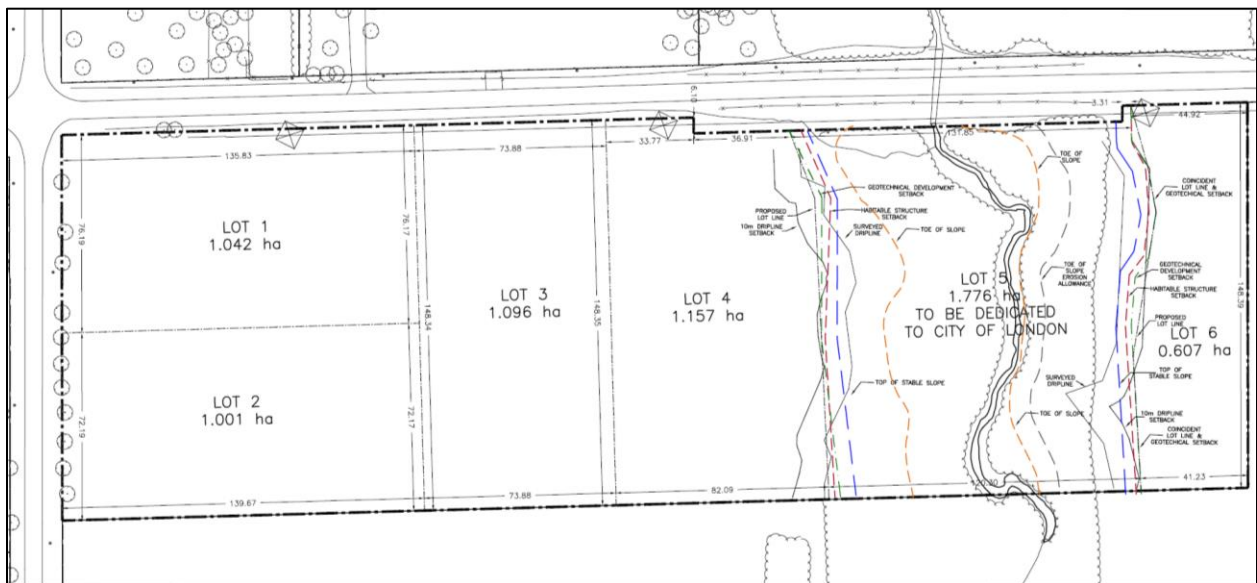 6.10
3.31
44.92
135.83
73.88
33.77
36.91
131.85
TOE OF
SLOPE
COINCIDENT
LOT LINE &
GEOTECHNICAL SETBACK
GEOTECHNICAL DEVELOPMENT
SETBACK
PROPOSED
LOT LINE
10m DRIPLINE
SETBACK
HABITABLE STRUCTURE
SETBACK
SURVEYED
DRIPLINE
TOE OF SLOPE
76.19
LOT 1
1.042 ha
76.17
TOE OF
SLOPE
EROSION
ALLOWANCE
GEOTECHNICAL
DEVELOPMENT
SETBACK
HABITABLE STRUCTURE
SETBACK
PROPOSED
LOT LINE
148.34
LOT 3
1.096 ha
148.35
LOT 4
1.157 ha
LOT 5
1.776 ha
TO BE DEDICATED
TO CITY OF LONDON
148.39
LOT 6
0.607 ha
LOT 2
1.001 ha
72.19
72.17
TOP OF STABLE SLOPE
SURVEYED
DRIPLINE
TOP OF
STABLE SLOPE
TOE OF SLOPE
10m DRIPLINE
SETBACK
COINCIDENT
LOT LINE &
GEOTECHNICAL SETBACK
139.67
73.88
82.09
41.23